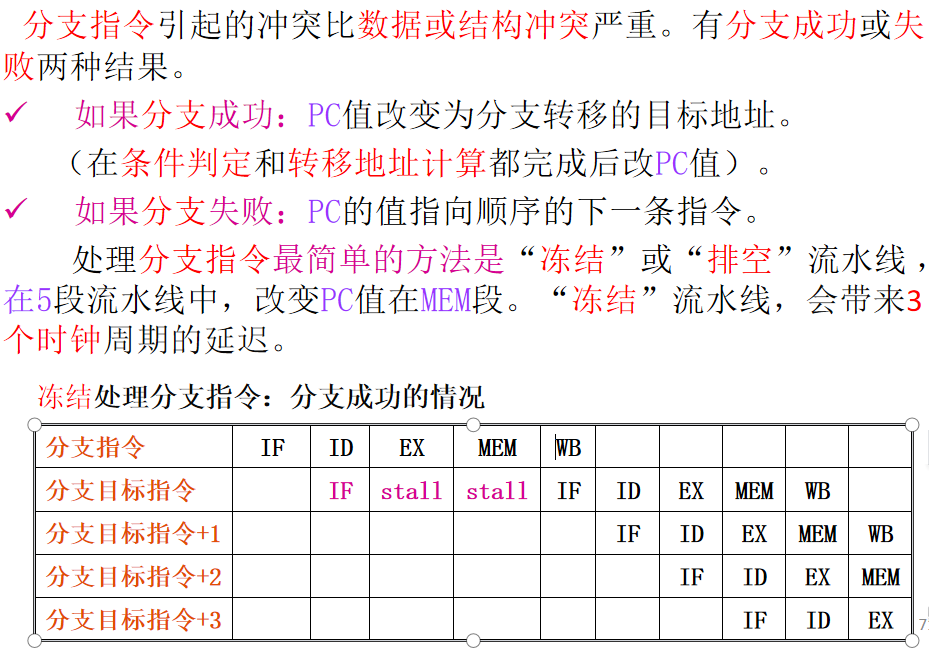 分支指令引起的冲突比数据或结构冲突严重。有分支成功或失
败两种结果。
✓ 如果分支成功：PC值改变为分支转移的目标地址。
（在条件判定和转移地址计算都完成后改PC值）。
✓ 如果分支失败：PC的值指向顺序的下一条指令。
处理分支指令最简单的方法是“冻结”或“排空”流水线，
在5段流水线中，改变PC值在MEM段。“冻结”流水线，会带来3
个时钟周期的延迟。
冻结处理分支指令：分支成功的情况
分支指令 IF ID EX MEM WB
分支目标指令 IF stall stall IF ID EX MEM WB
分支目标指令+1 IF ID EX MEM WB
分支目标指令+2 IF ID EX MEM
分支目标指令+3 IF ID EX